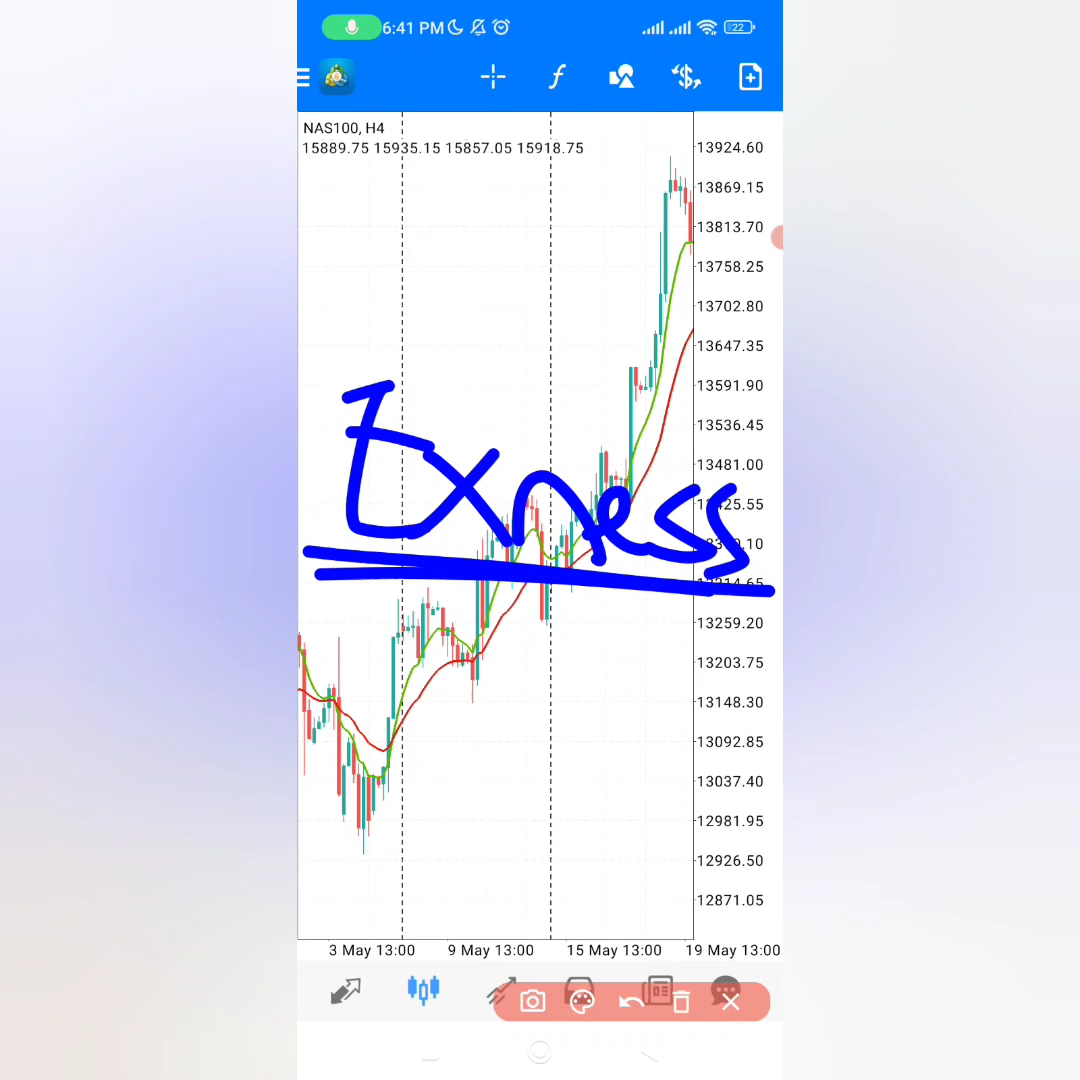 6:41 PM 22
f
NAS100, H4
15889.75 15935.15 15857.05 15918.75
13924.60
13869.15
13813.70
13758.25
13702.80
13647.35
13591.90
13536.45
13481.00
Exness
13259.20
13203.75
13148.30
13092.85
13037.40
12981.95
12926.50
12871.05
3 May 13:00 9 May 13:00 15 May 13:00 19 May 13:00